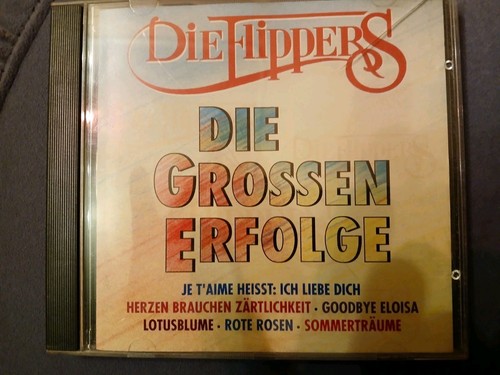 DIE FLIPPERS
DIE
GROSSEN
ERFOLGE
JE T'AIME HEISST: ICH LIEBE DICH
HERZEN BRAUCHEN ZÄRTLICHKEIT · GOODBYE ELOISA
LOTUSBLUME · ROTE ROSEN · SOMMERTRÄUME